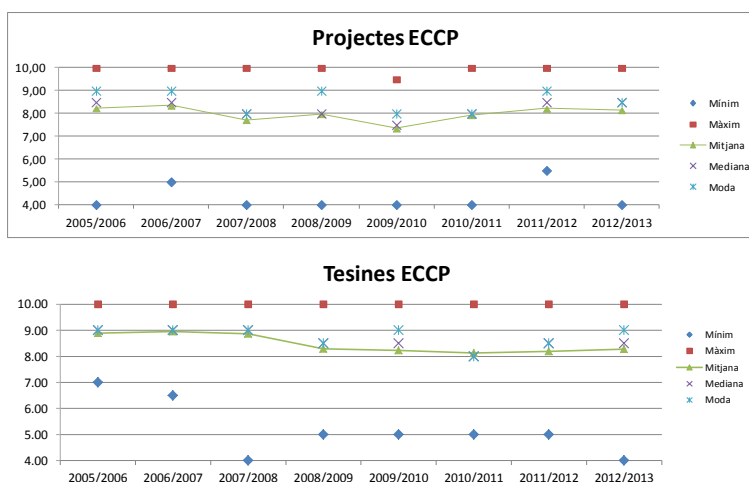 Projectes ECCP
10,00
9,00
8,00
7,00
6,00
5,00
4,00
2005/2006 2006/2007 2007/2008 2008/2009 2009/2010 2010/2011 2011/2012 2012/2013
Mínim
Màxim
Mitjana
Mediana
Moda
Tesines ECCP
10.00
9.00
8.00
7.00
6.00
5.00
4.00
2005/2006 2006/2007 2007/2008 2008/2009 2009/2010 2010/2011 2011/2012 2012/2013
Mínim
Màxim
Mitjana
Mediana
Moda